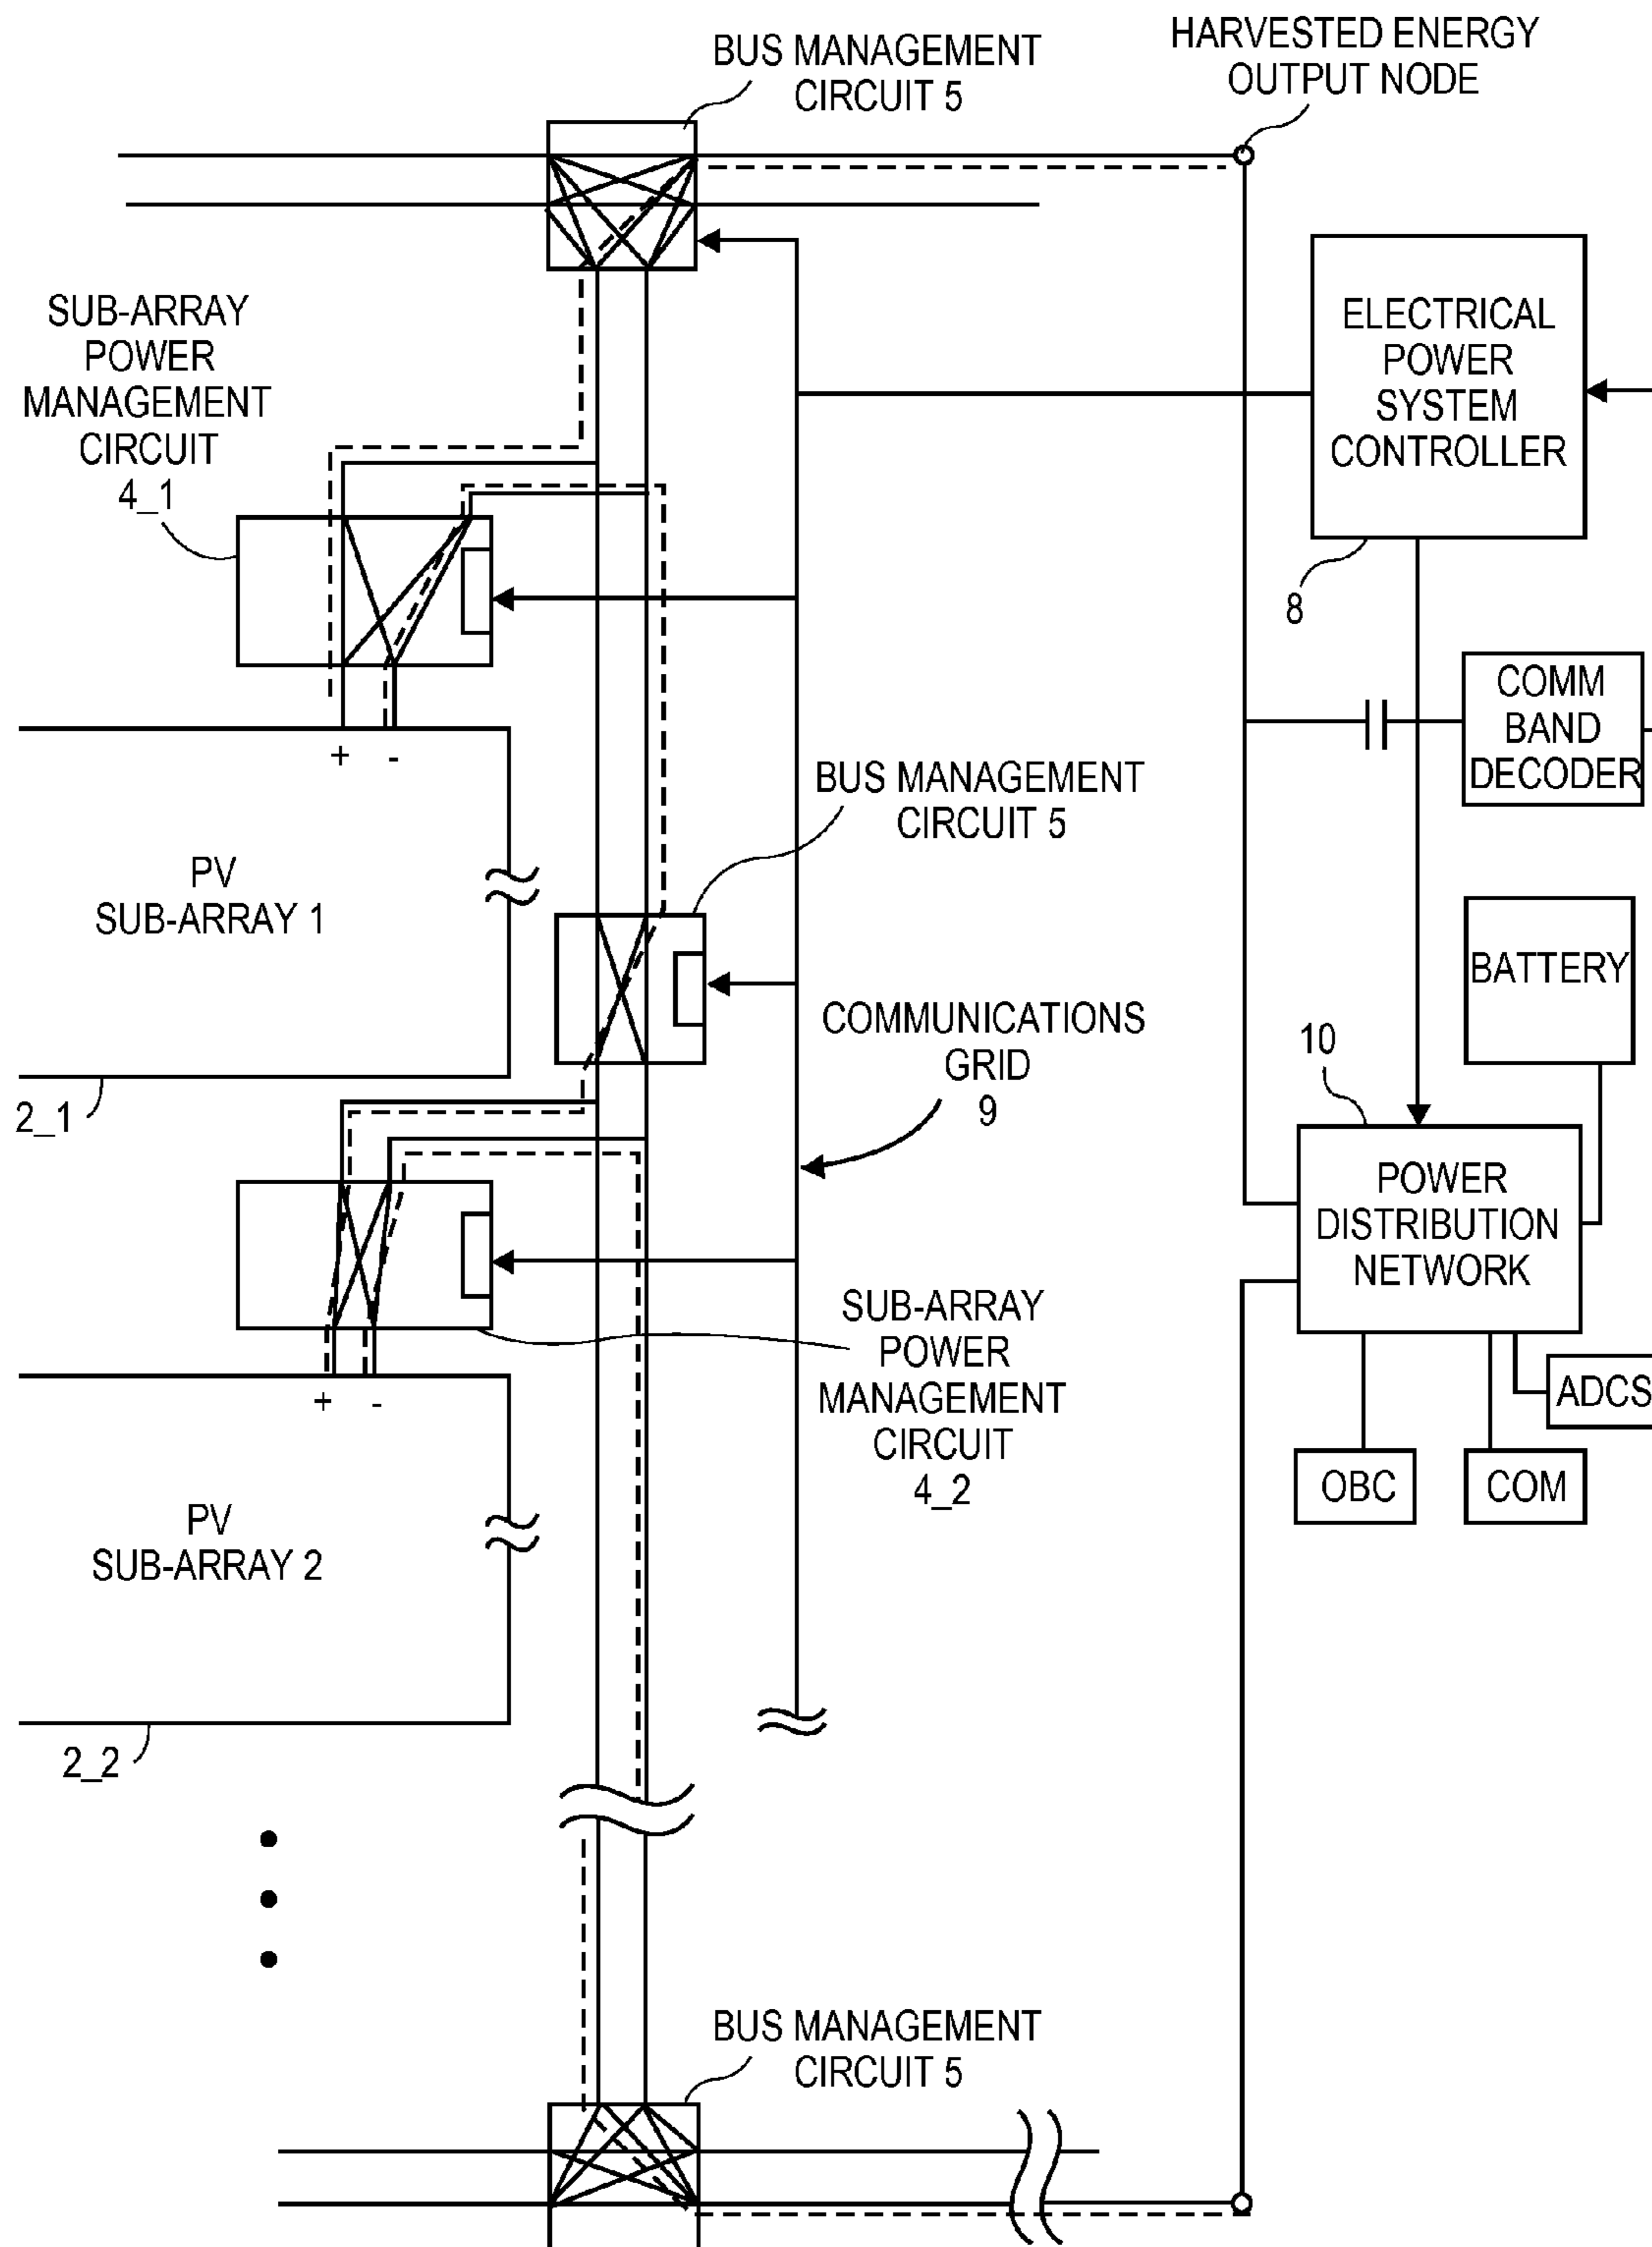 HARVESTED ENERGY
OUTPUT NODE
BUS MANAGEMENT
CIRCUIT 5
SUB-ARRAY
POWER
MANAGEMENT
CIRCUIT
4_1
ELECTRICAL
POWER
SYSTEM
CONTROLLER
8
COMM
BAND
DECODER
+ -
PV
SUB-ARRAY 1
2_1
BUS MANAGEMENT
CIRCUIT 5
BATTERY
COMMUNICATIONS
GRID
9
10
POWER
DISTRIBUTION
NETWORK
SUB-ARRAY
POWER
MANAGEMENT
CIRCUIT
4_2
ADCS
OBC
COM
+ -
PV
SUB-ARRAY 2
2_2
BUS MANAGEMENT
CIRCUIT 5